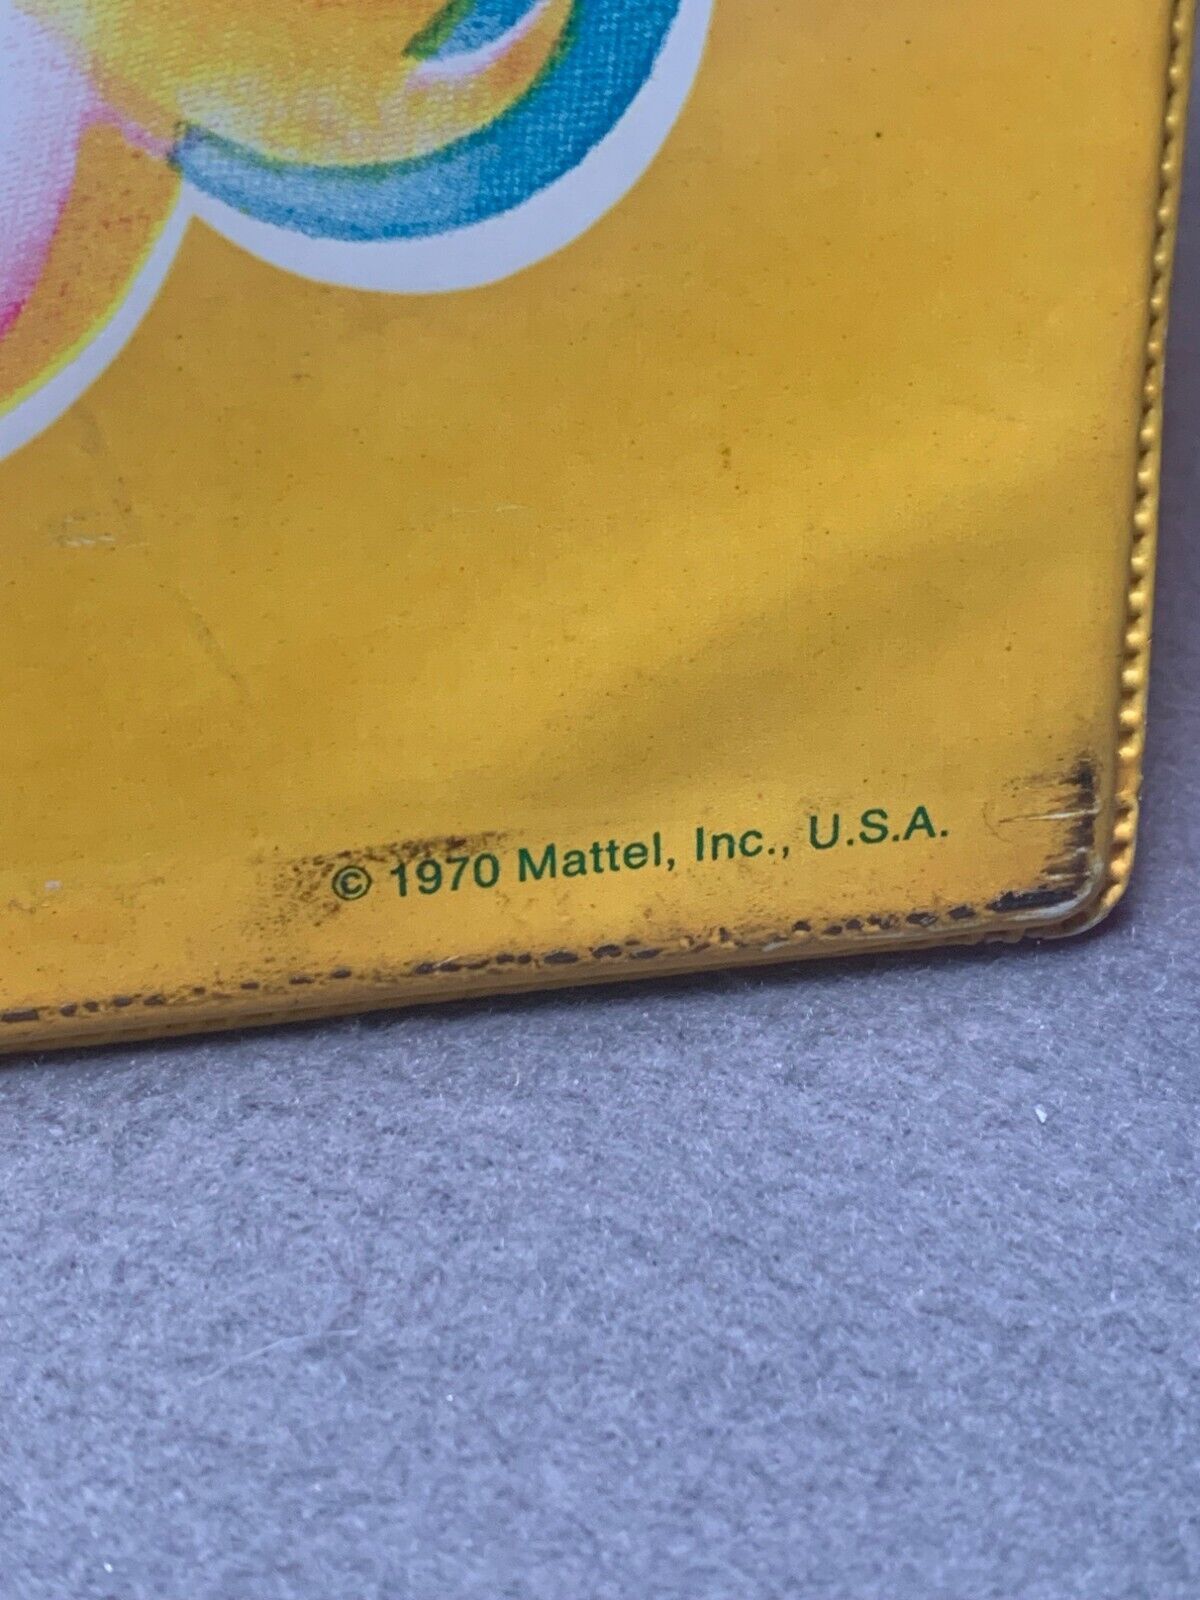 © 1970 Mattel, Inc., U.S.A.